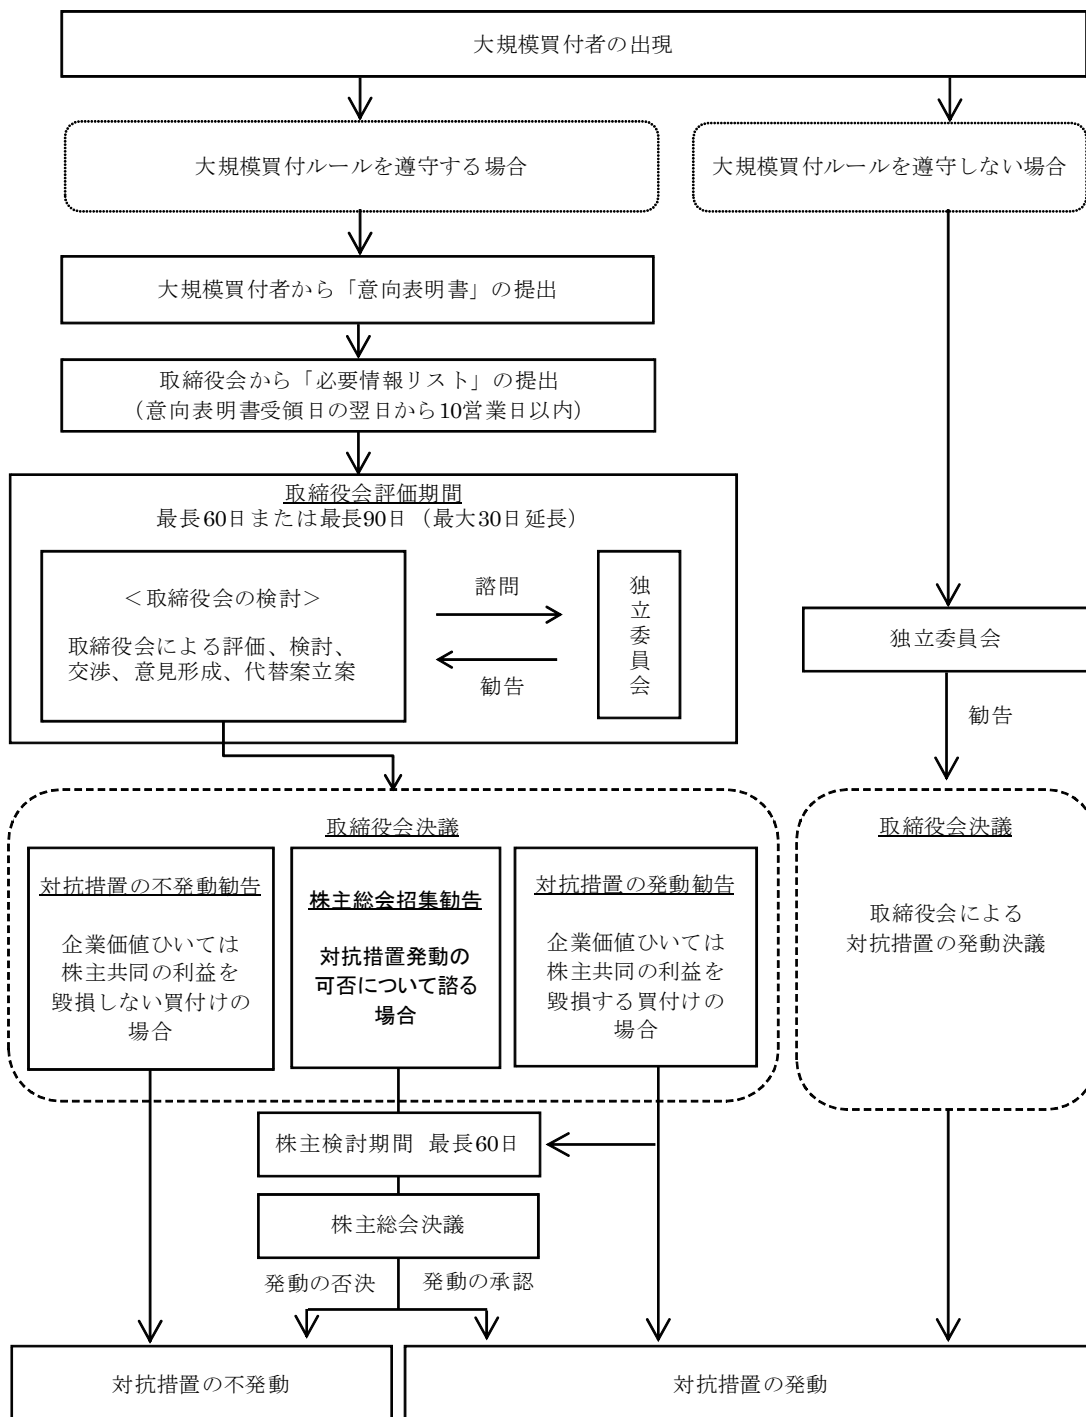 大規模買付者の出現
大規模買付ルールを遵守する場合
大規模買付ルールを遵守しない場合
大規模買付者から「意向表明書」の提出
取締役会から「必要情報リスト」の提出
（意向表明書受領日の翌日から10営業日以内）
取締役会評価期間
最長60日または最長90日（最大30日延長）
＜取締役会の検討＞
取締役会による評価、検討、
交渉、意見形成、代替案立案
諮問
勧告
独立委員会
独立委員会
勧告
取締役会決議
対抗措置の不発動勧告
企業価値ひいては
株主共同の利益を
毀損しない買付けの
場合
株主総会招集勧告
対抗措置発動の
可否について諮る
場合
対抗措置の発動勧告
企業価値ひいては
株主共同の利益を
毀損する買付けの
場合
取締役会決議
取締役会による
対抗措置の発動決議
株主検討期間 最長60日
株主総会決議
発動の否決
発動の承認
対抗措置の不発動
対抗措置の発動